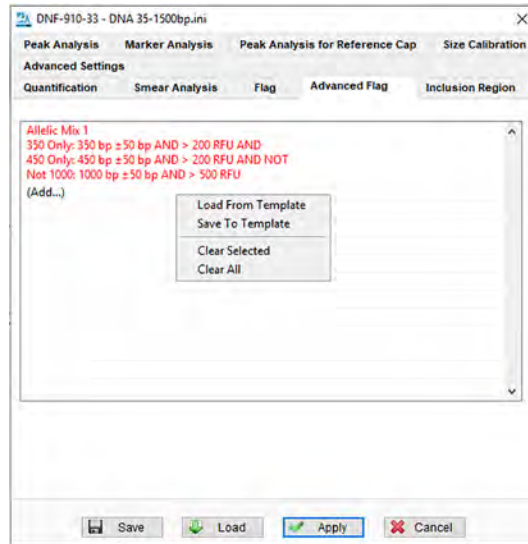 DNF-910-33 - DNA 35-1500bp.ini
Peak Analysis Marker Analysis Peak Analysis for Reference Cap Size Calibration
Advanced Settings
Quantification Smear Analysis Flag Advanced Flag Inclusion Region
Allelic Mix 1
350 Only: 350 bp ±50 bp AND > 200 RFU AND
450 Only: 450 bp ±50 bp AND > 200 RFU AND NOT
Not 1000: 1000 bp ±50 bp AND > 500 RFU
(Add...)
Load From Template
Save To Template
Clear Selected
Clear All
Save Load Apply Cancel